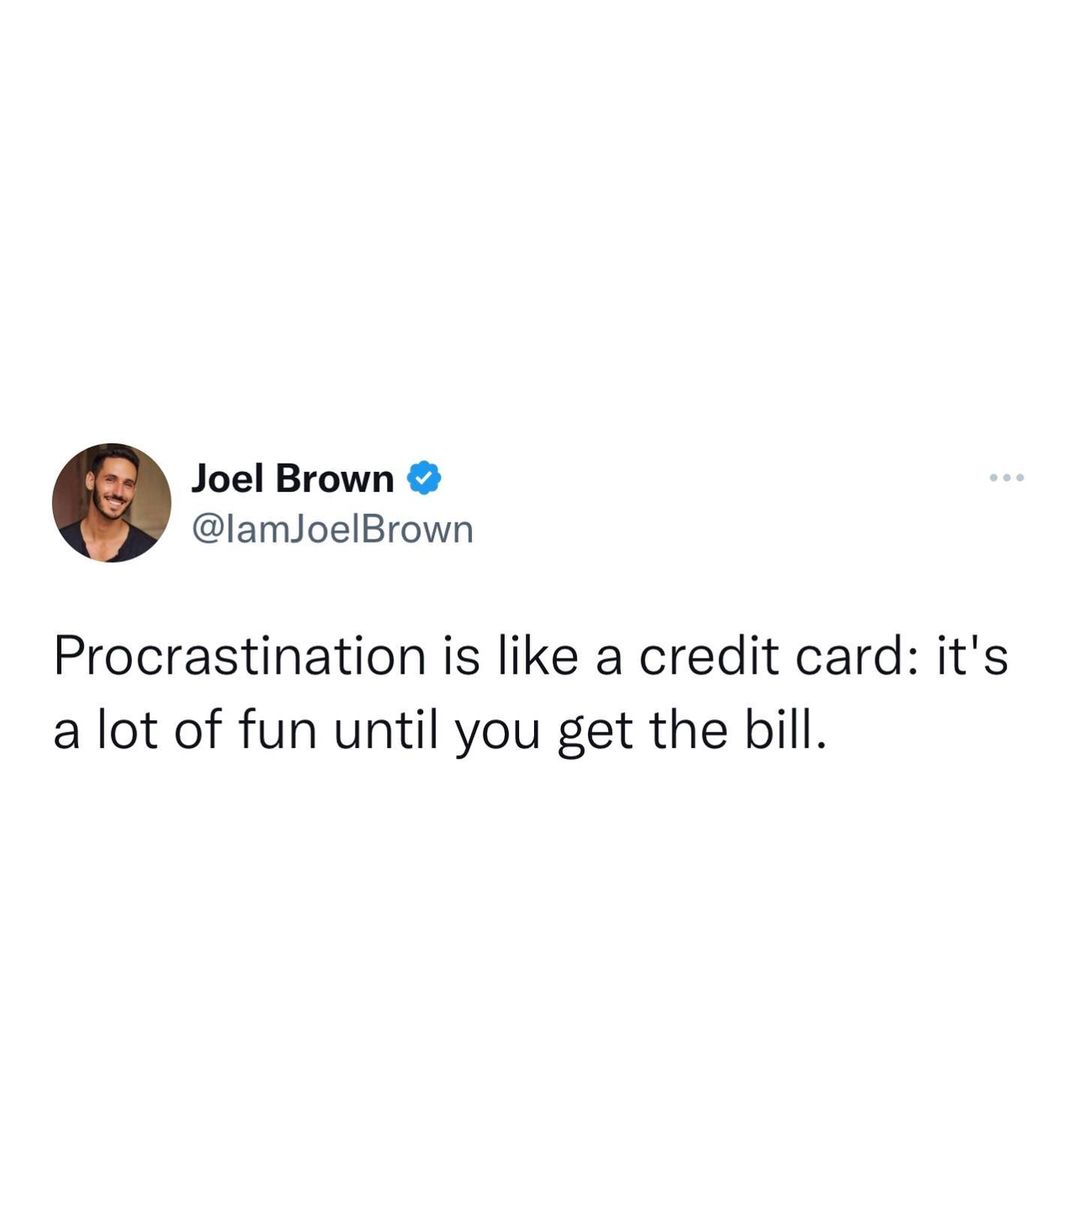 Joel Brown
@IamJoelBrown
Procrastination is like a credit card: it's
a lot of fun until you get the bill.